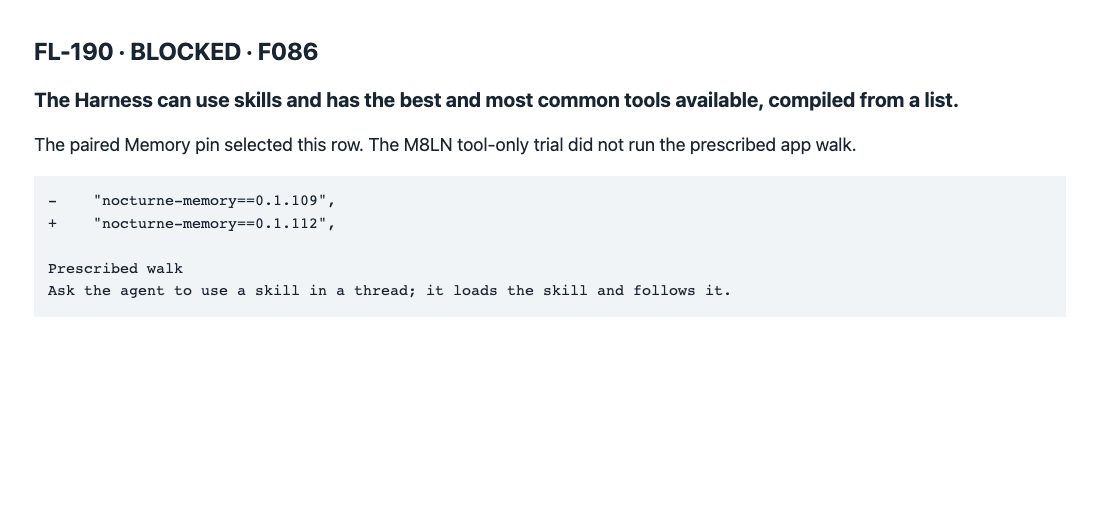 FL-190 · BLOCKED · F086
The Harness can use skills and has the best and most common tools available, compiled from a list.
The paired Memory pin selected this row. The M8LN tool-only trial did not run the prescribed app walk.
-    "nocturne-memory==0.1.109",
+    "nocturne-memory==0.1.112",
Prescribed walk
Ask the agent to use a skill in a thread; it loads the skill and follows it.